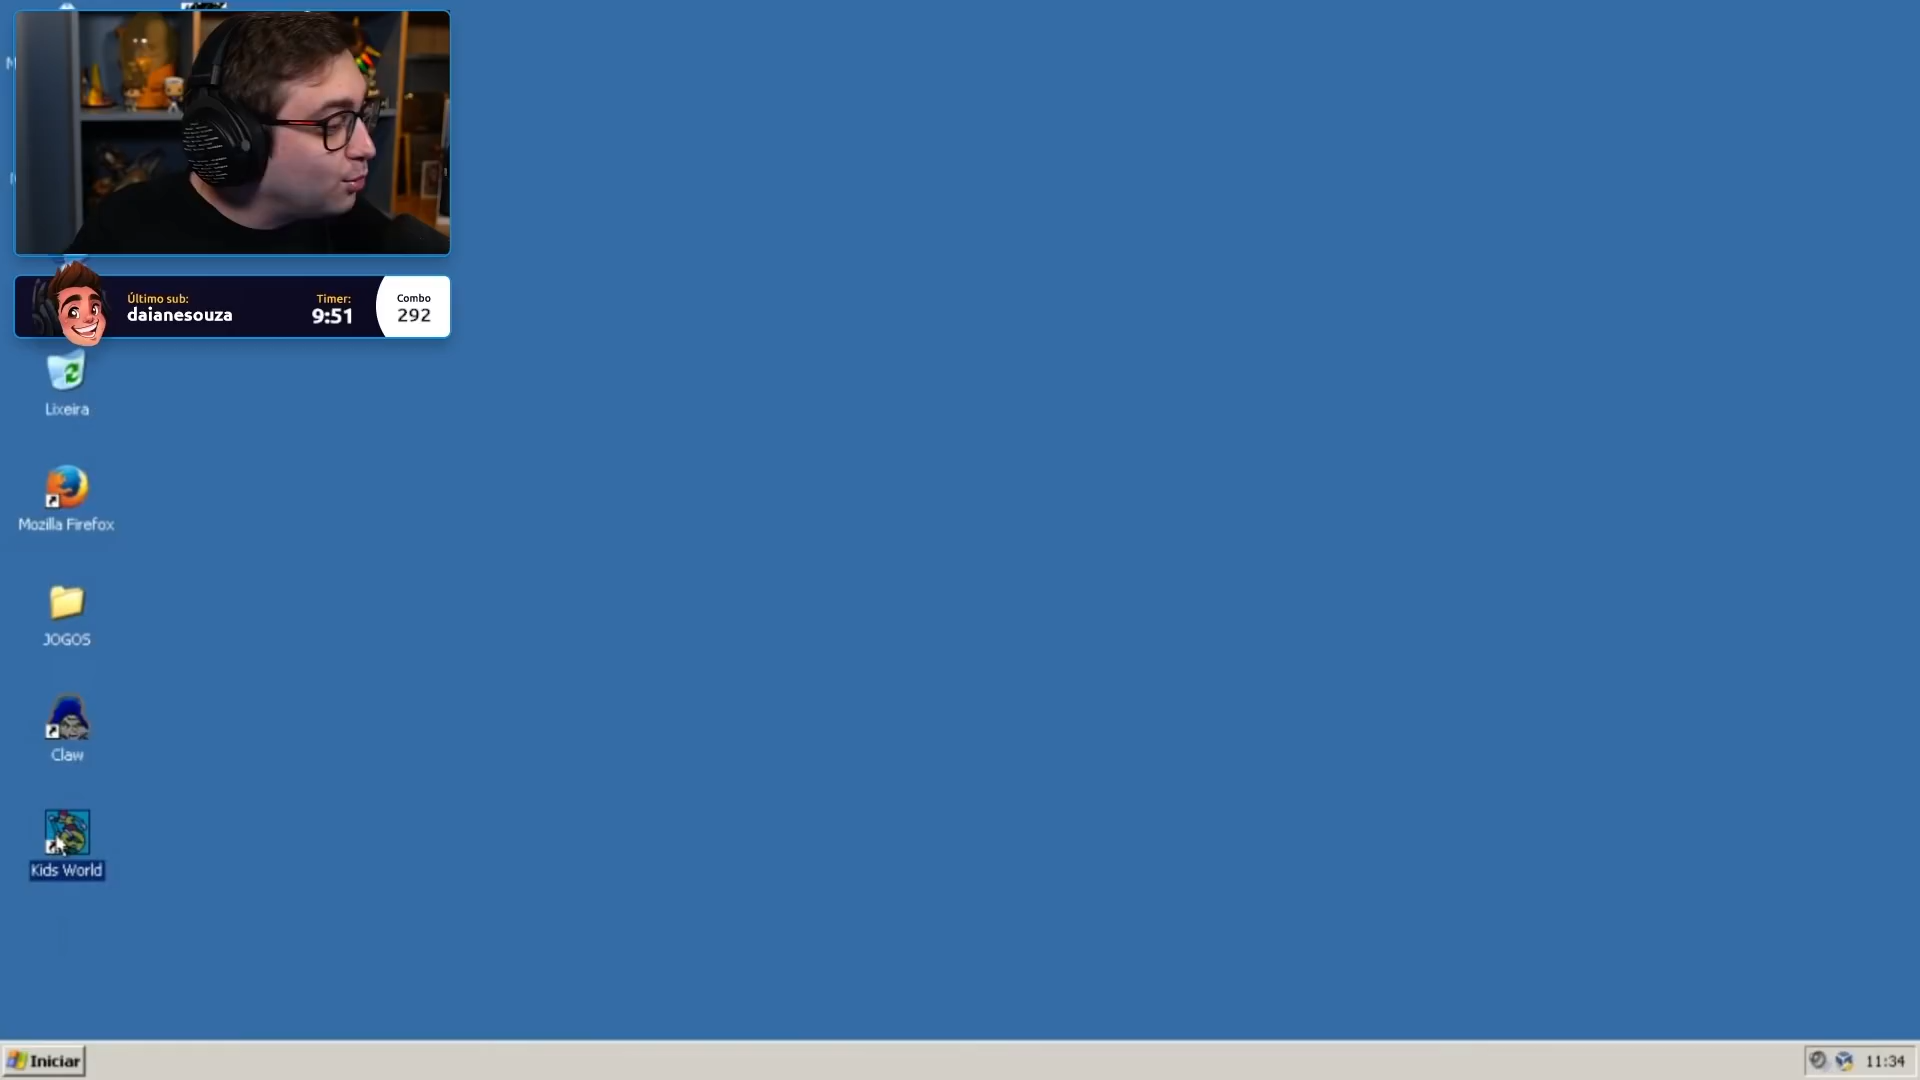 Último sub:
daianesouza
Timer:
9:51
Combo
292
Lixeira
Mozilla Firefox
JOGOS
Claw
Kids World
Iniciar
11:34